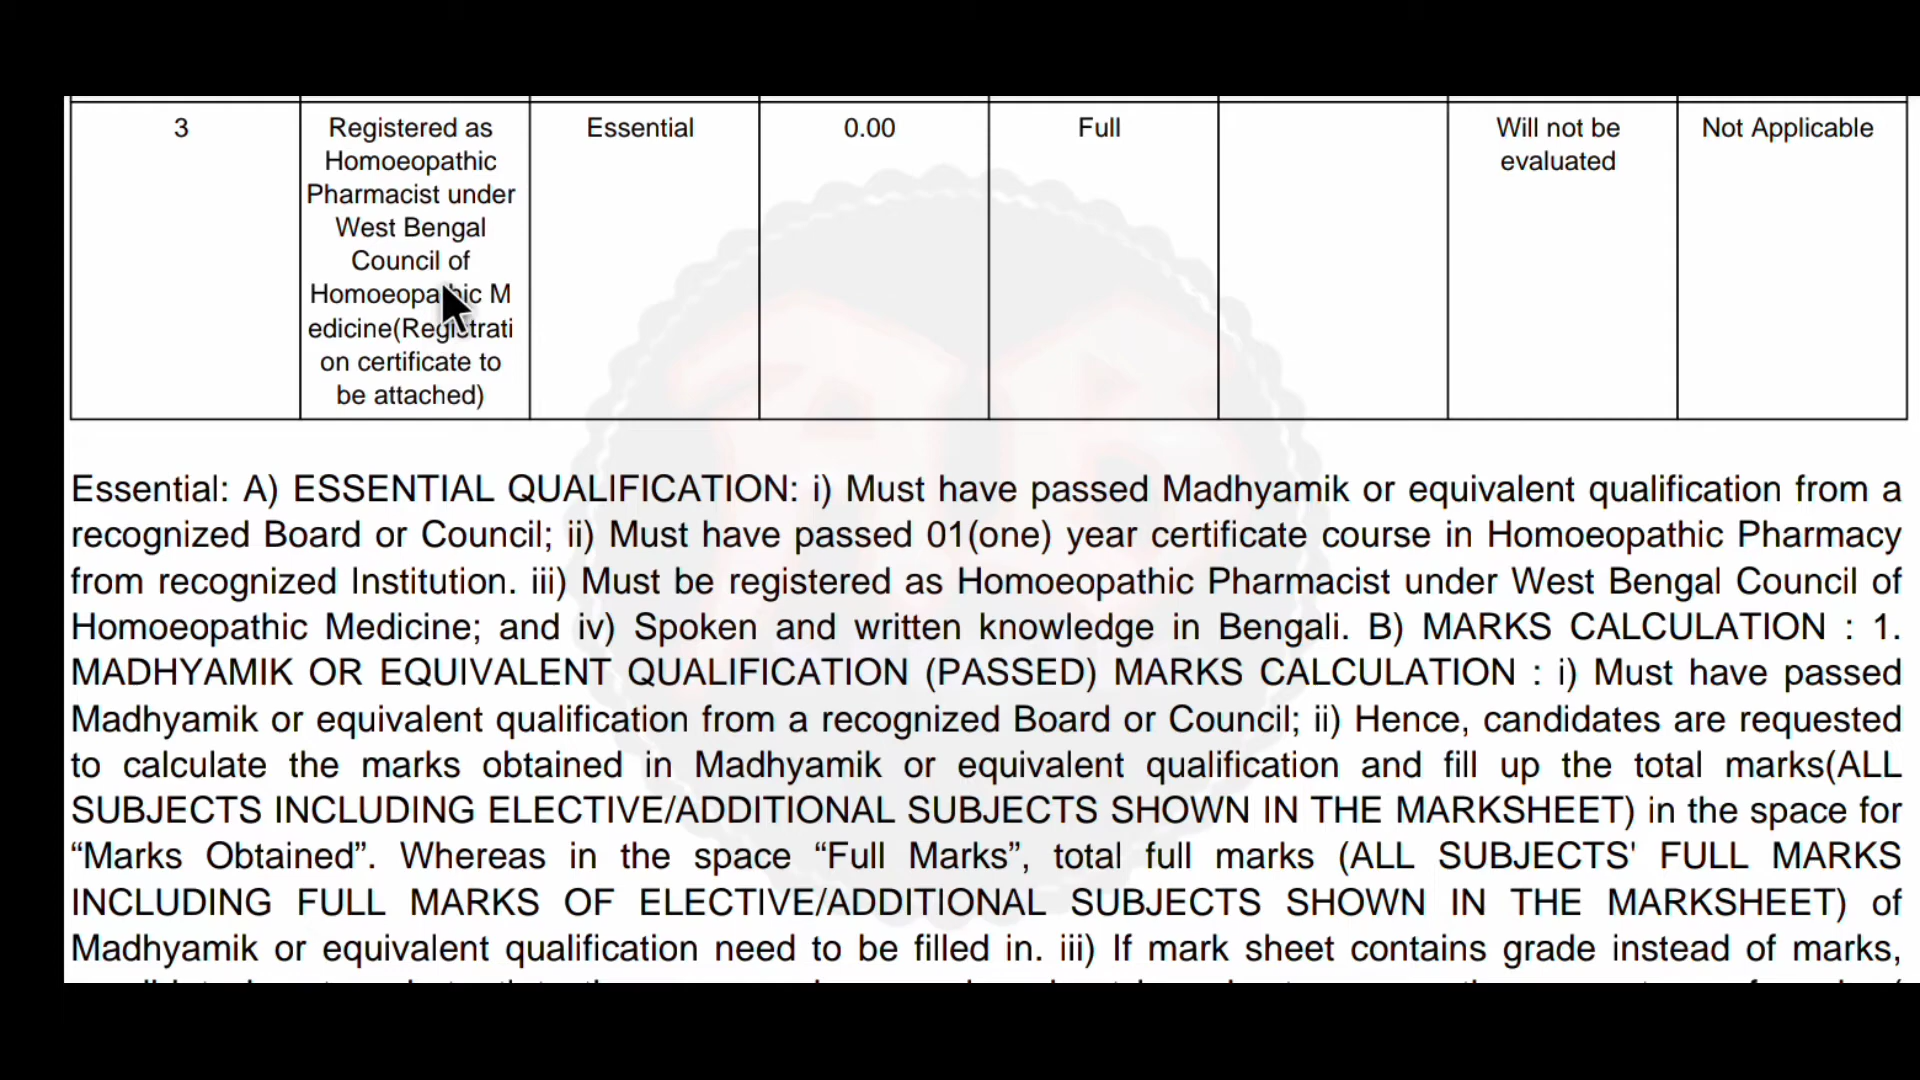 3
Registered as
Homoeopathic
Pharmacist under
West Bengal
Council of
Homoeopathic M
edicine(Registrati
on certificate to
be attached)
Essential
0.00
Full
Will not be
evaluated
Not Applicable
Essential: A) ESSENTIAL QUALIFICATION: i) Must have passed Madhyamik or equivalent qualification from a
recognized Board or Council; ii) Must have passed 01(one) year certificate course in Homoeopathic Pharmacy
from recognized Institution. iii) Must be registered as Homoeopathic Pharmacist under West Bengal Council of
Homoeopathic Medicine; and iv) Spoken and written knowledge in Bengali. B) MARKS CALCULATION : 1.
MADHYAMIK OR EQUIVALENT QUALIFICATION (PASSED) MARKS CALCULATION : i) Must have passed
Madhyamik or equivalent qualification from a recognized Board or Council; ii) Hence, candidates are requested
to calculate the marks obtained in Madhyamik or equivalent qualification and fill up the total marks(ALL
SUBJECTS INCLUDING ELECTIVE/ADDITIONAL SUBJECTS SHOWN IN THE MARKSHEET) in the space for
“Marks Obtained”. Whereas in the space “Full Marks”, total full marks (ALL SUBJECTS' FULL MARKS
INCLUDING FULL MARKS OF ELECTIVE/ADDITIONAL SUBJECTS SHOWN IN THE MARKSHEET) of
Madhyamik or equivalent qualification need to be filled in. iii) If mark sheet contains grade instead of marks,